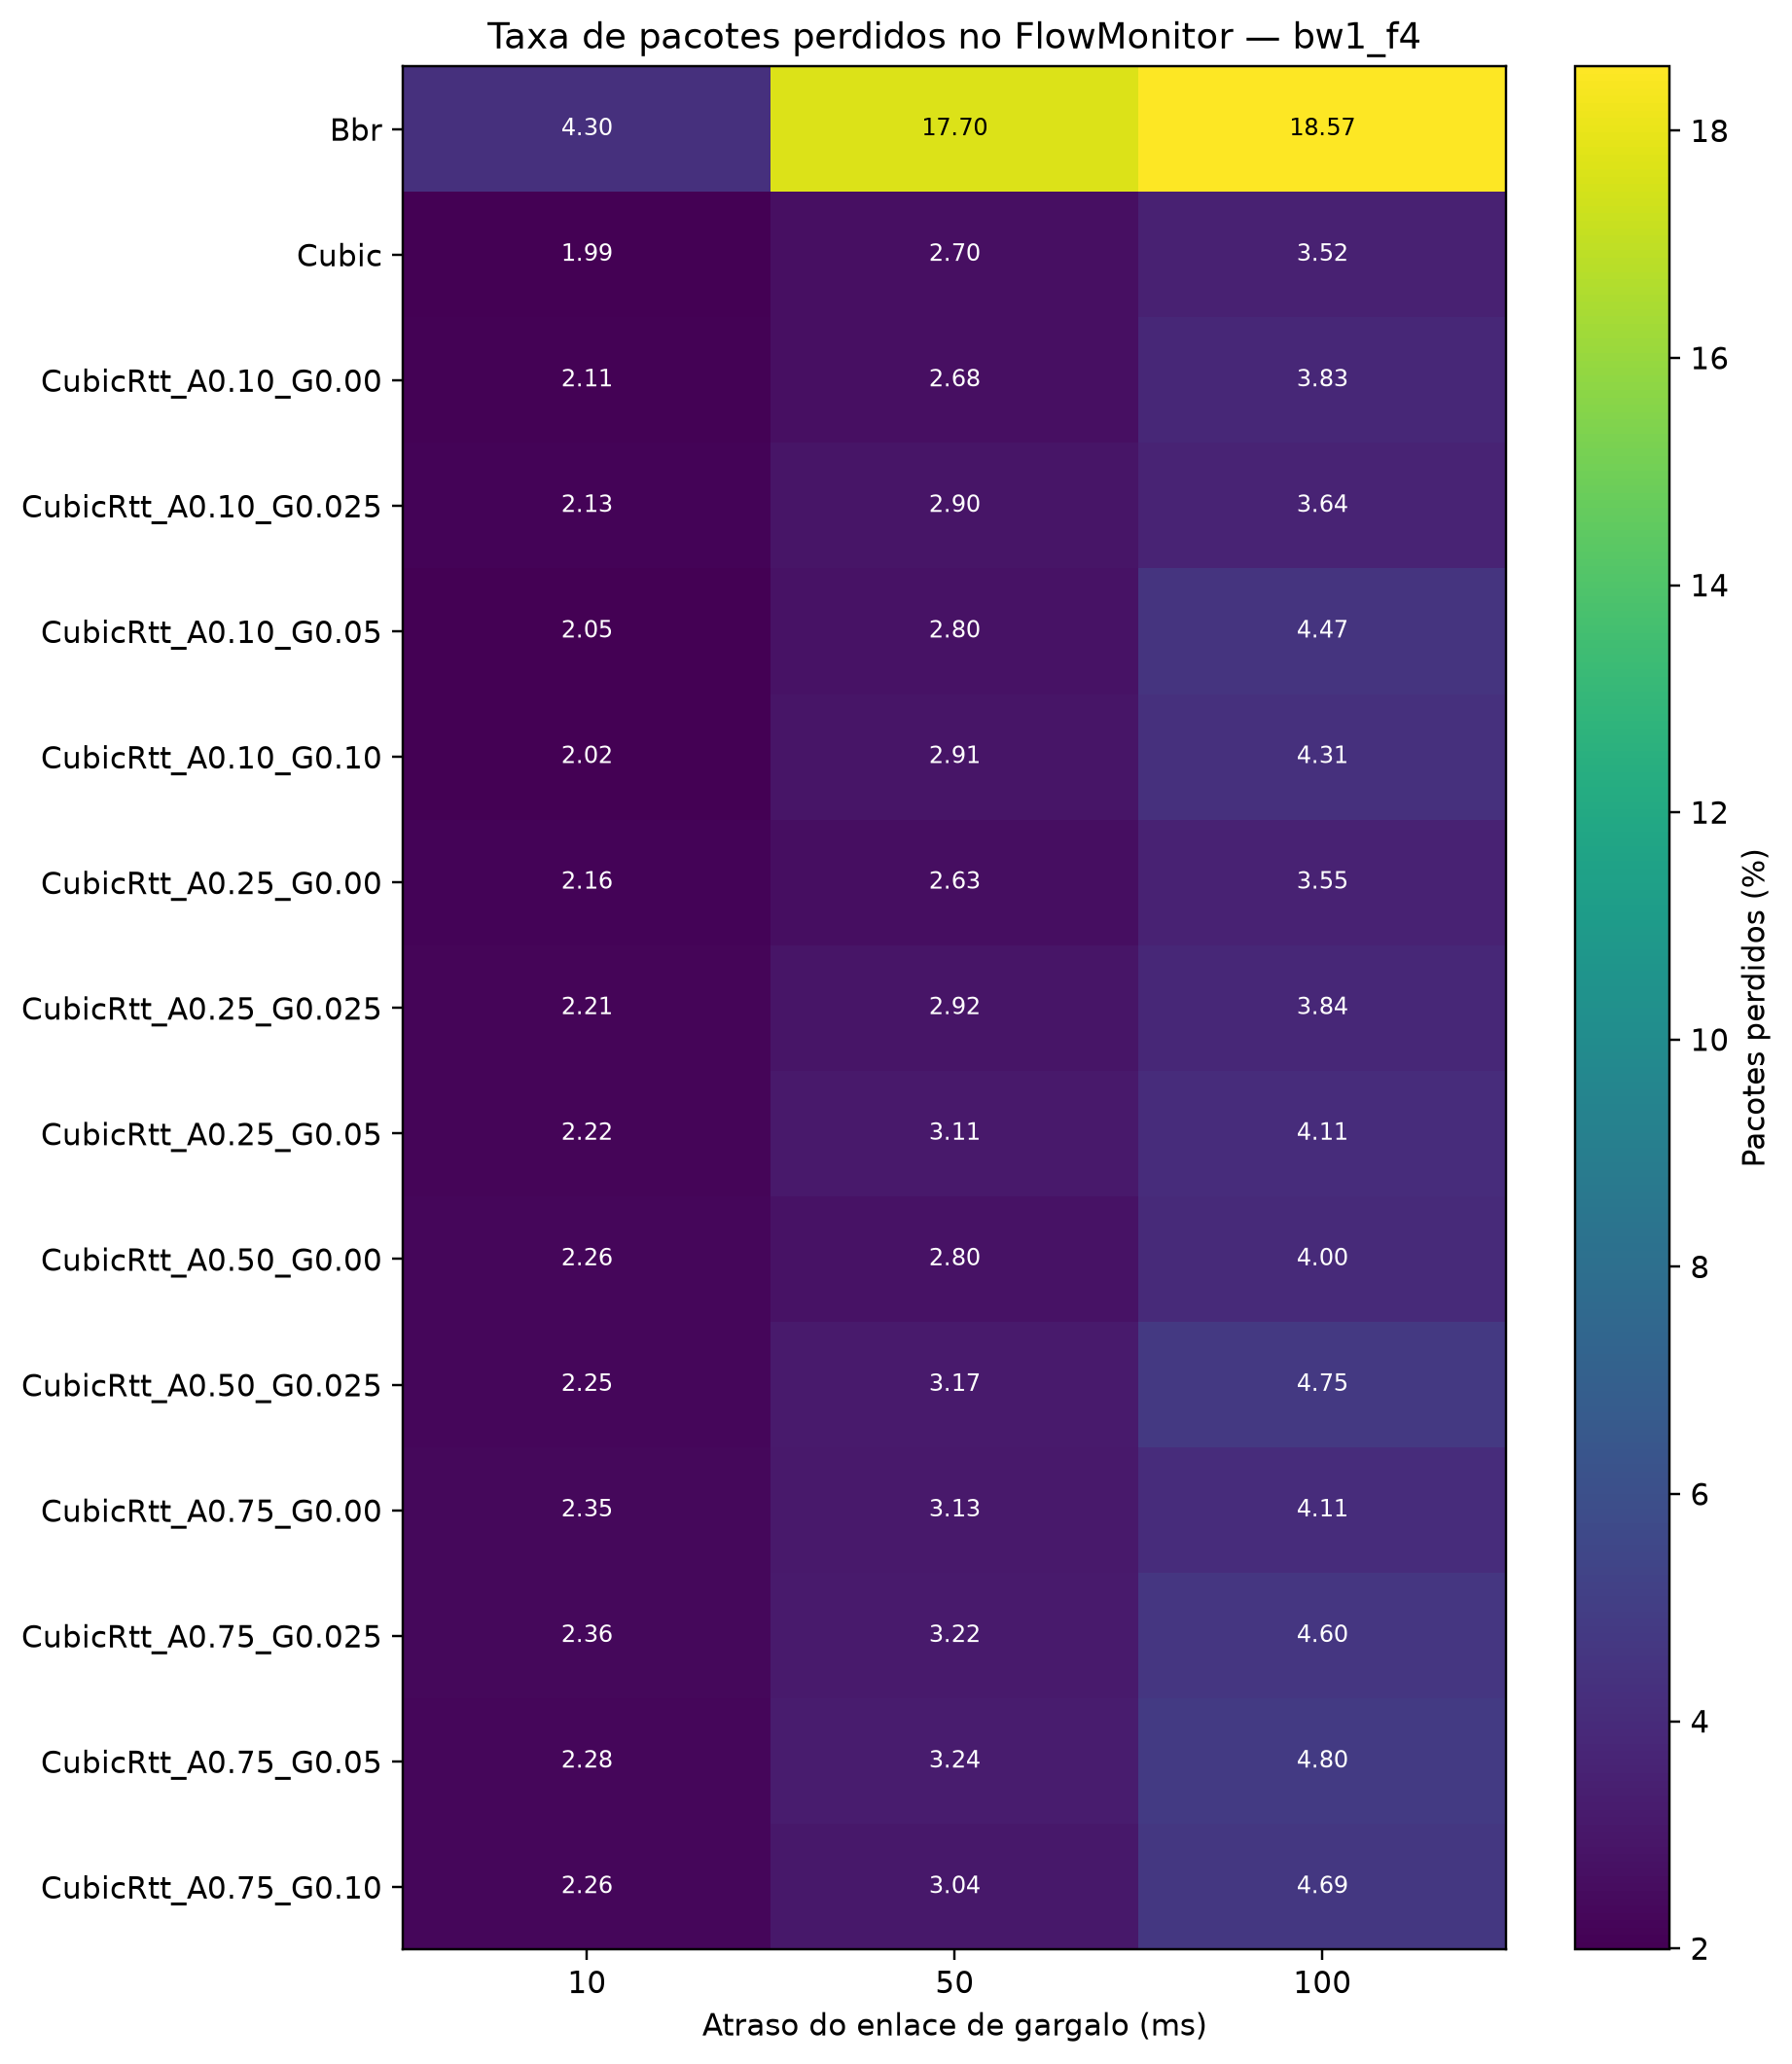 Taxa de pacotes perdidos no FlowMonitor — bw1_f4
Bbr 4.30 17.70 18.57
Cubic 1.99 2.70 3.52
CubicRtt_A0.10_G0.00 2.11 2.68 3.83
CubicRtt_A0.10_G0.025 2.13 2.90 3.64
CubicRtt_A0.10_G0.05 2.05 2.80 4.47
CubicRtt_A0.10_G0.10 2.02 2.91 4.31
CubicRtt_A0.25_G0.00 2.16 2.63 3.55
CubicRtt_A0.25_G0.025 2.21 2.92 3.84
CubicRtt_A0.25_G0.05 2.22 3.11 4.11
CubicRtt_A0.50_G0.00 2.26 2.80 4.00
CubicRtt_A0.50_G0.025 2.25 3.17 4.75
CubicRtt_A0.75_G0.00 2.35 3.13 4.11
CubicRtt_A0.75_G0.025 2.36 3.22 4.60
CubicRtt_A0.75_G0.05 2.28 3.24 4.80
CubicRtt_A0.75_G0.10 2.26 3.04 4.69
10 50 100
Atraso do enlace de gargalo (ms)
18
16
14
12
10
8
6
4
2
Pacotes perdidos (%)